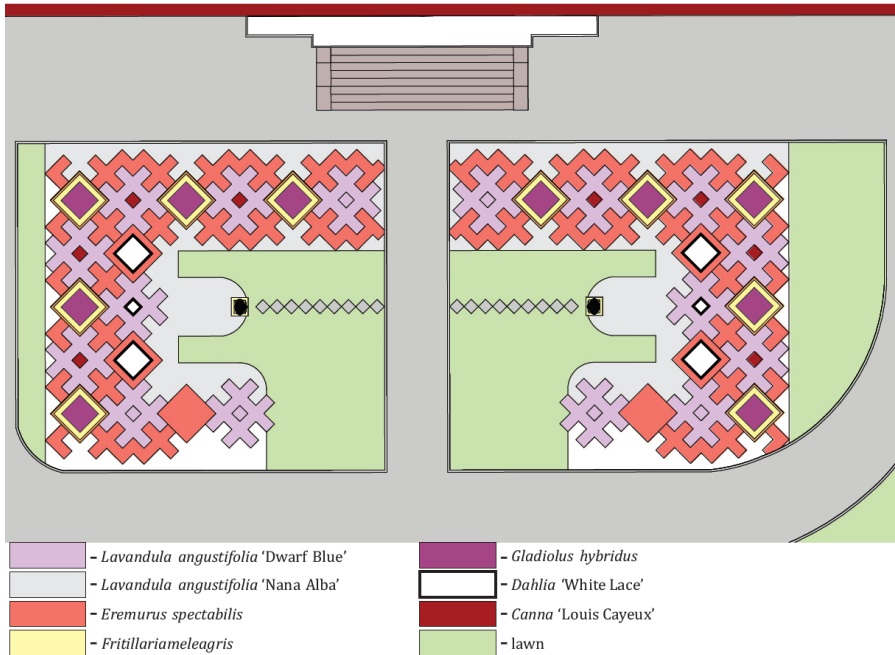 - Lavandula angustifolia 'Dwarf Blue'
- Lavandula angustifolia 'Nana Alba'
- Eremurus spectabilis
- Fritillariameleagris
- Gladiolus hybridus
- Dahlia 'White Lace'
- Canna 'Louis Cayeux'
- lawn